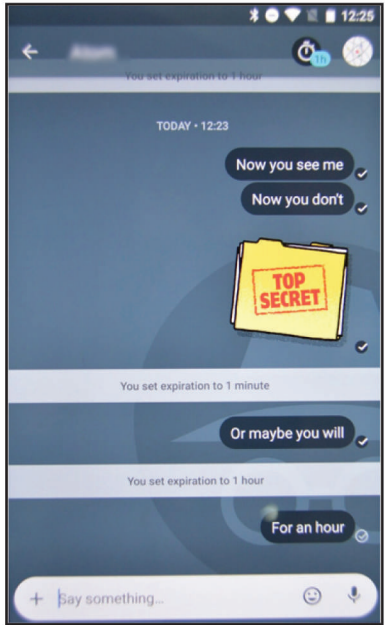 12:25
1h
You set expiration to 1 hour
TODAY • 12:23
Now you see me
Now you don't
TOP
SECRET
You set expiration to 1 minute
Or maybe you will
You set expiration to 1 hour
For an hour
Say something...